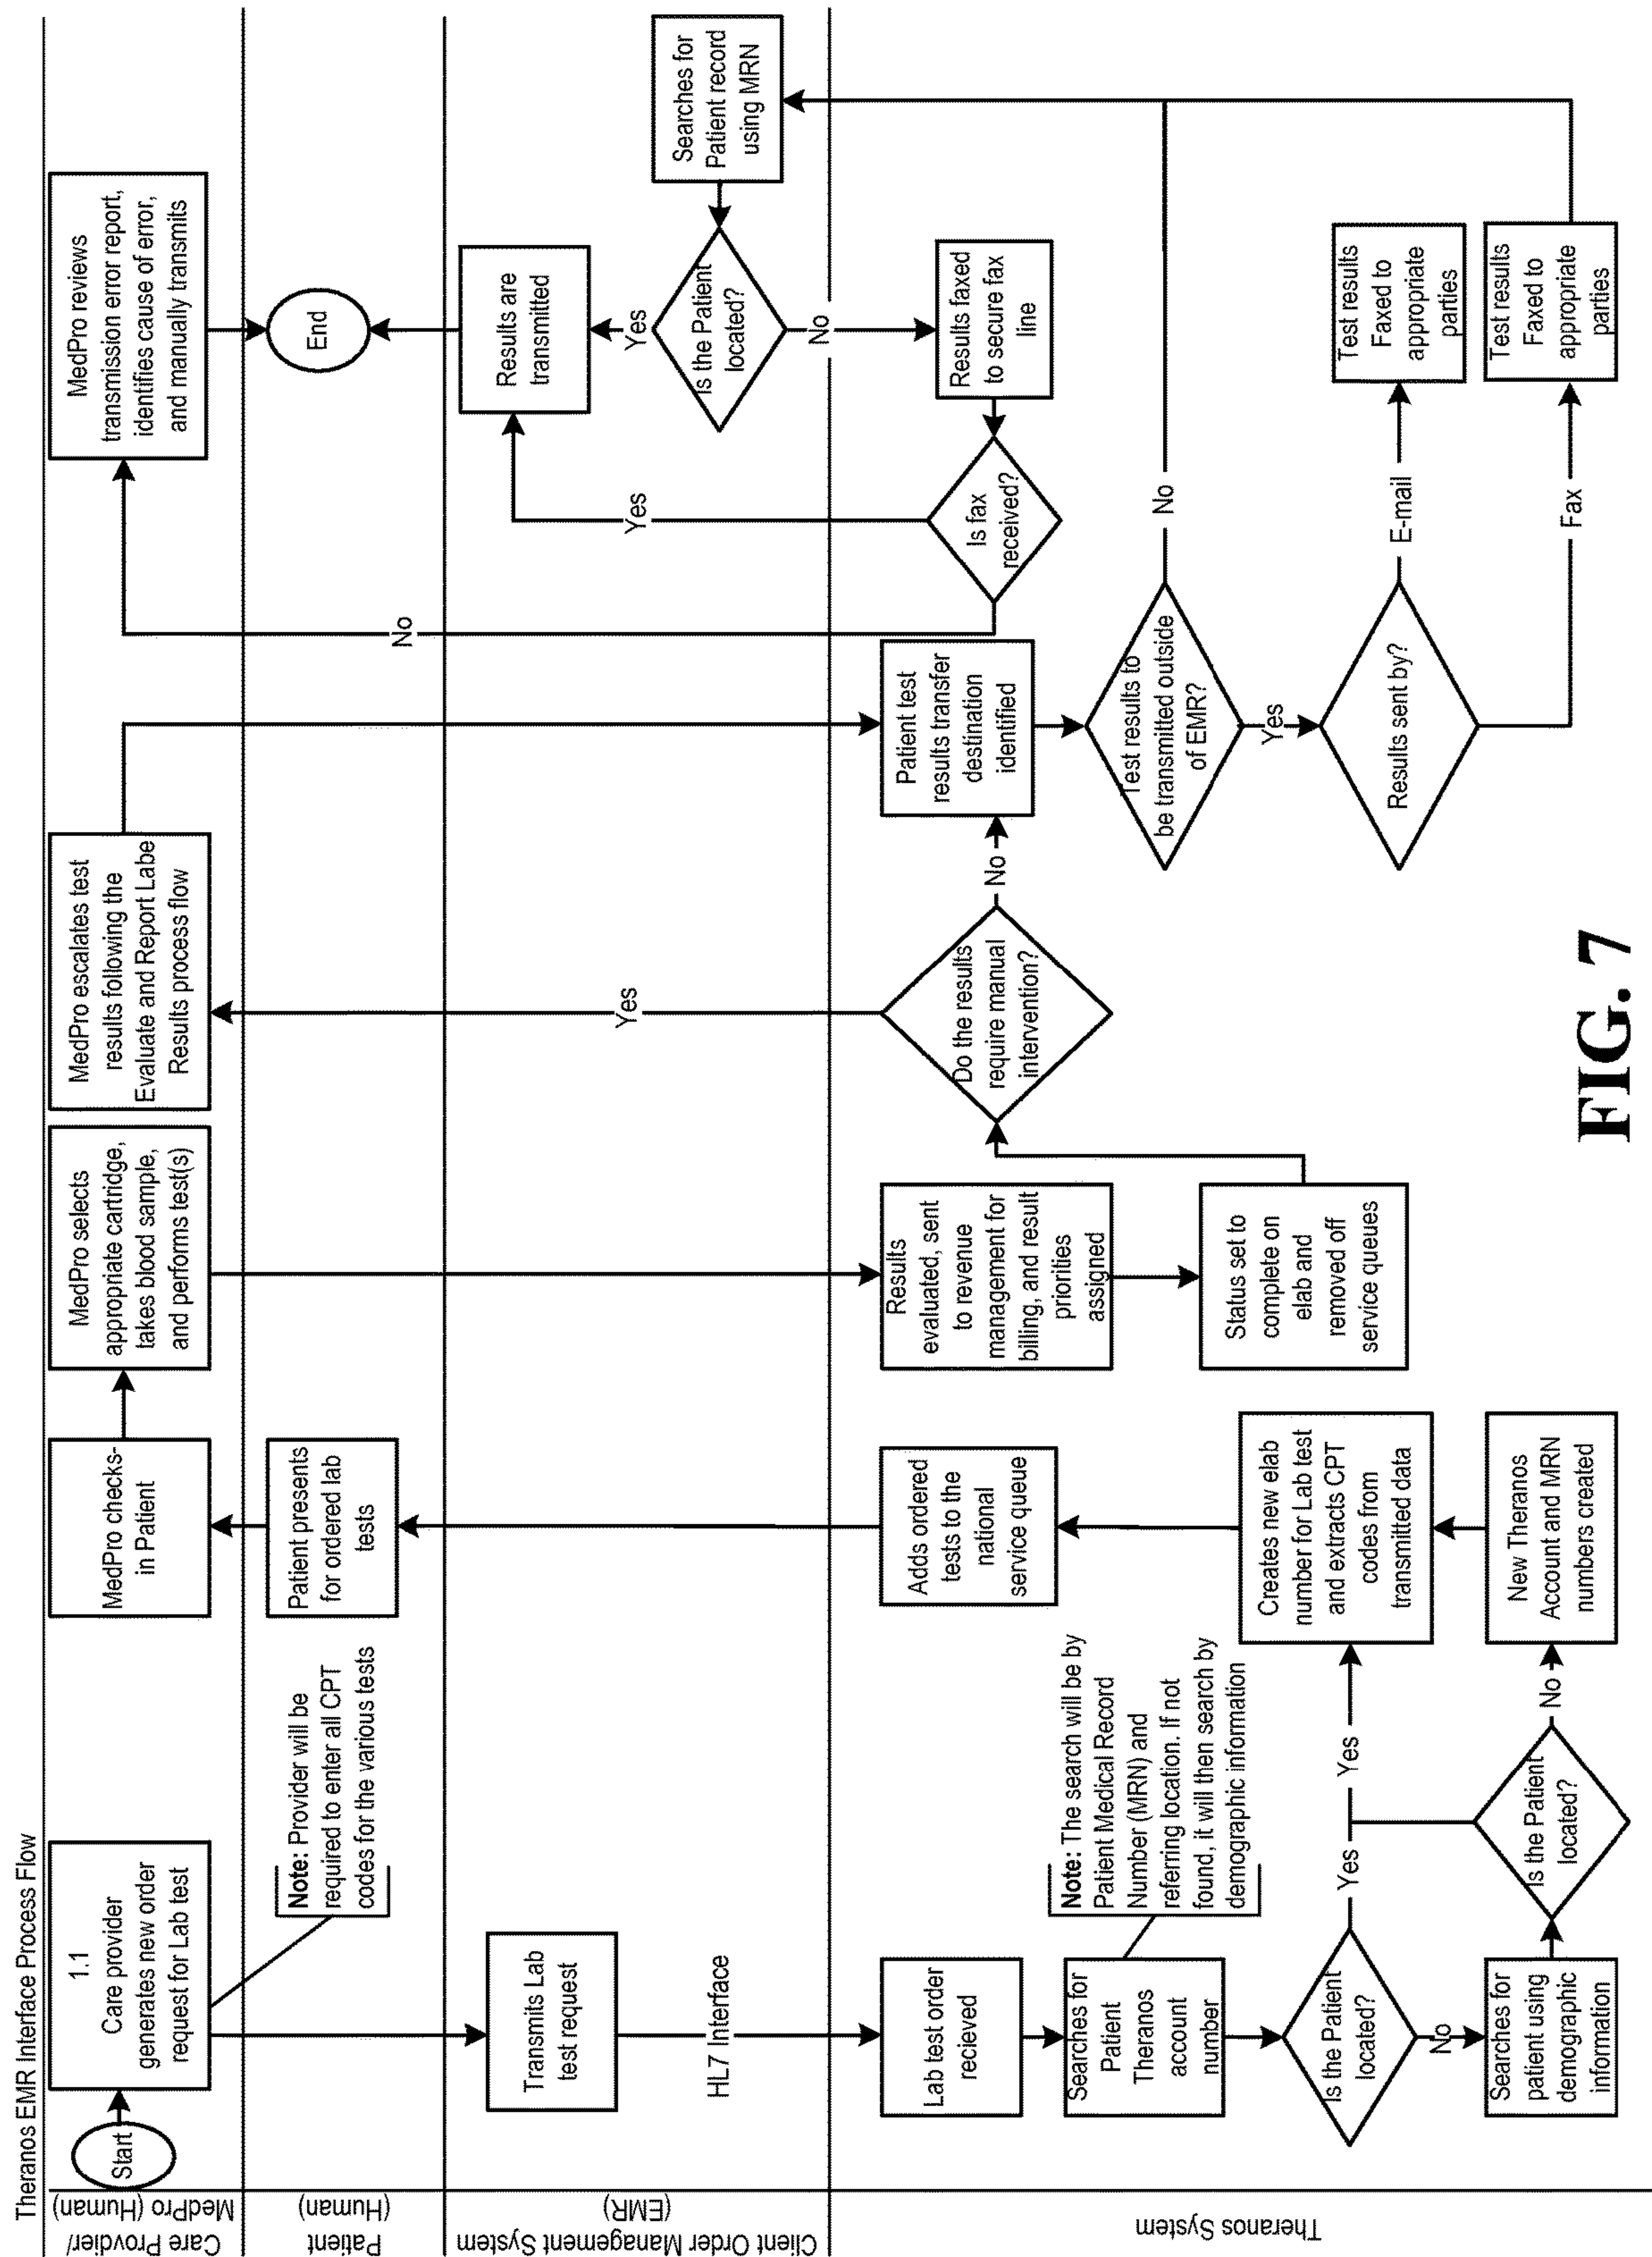 Theranos EMR Interface Process Flow
Care Provdier/
MedPro (Human)
Patient
(Human)
Client Order Management System
(EMR)
Theranos System
Start
1.1
Care provider
generates new order
request for Lab test
Note: Provider will be
required to enter all CPT
codes for the various tests
Transmits Lab
test request
HL7 Interface
Lab test order
recieved
Searches for
Patient
Theranos
account
number
Note: The search will be by
Patient Medical Record
Number (MRN) and
referring location. If not
found, it will then search by
demographic information
Is the Patient
located?
Yes
Yes
No
Searches for
patient using
demographic
information
Is the Patient
located?
No
New Theranos
Account and MRN
numbers created
Creates new elab
number for Lab test
and extracts CPT
codes from
transmitted data
Adds ordered
tests to the
national
service queue
Patient presents
for ordered lab
tests
MedPro checks-
in Patient
MedPro selects
appropriate cartridge,
takes blood sample,
and performs test(s)
Results
evaluated, sent
to revenue
management for
billing, and result
priorities
assigned
Status set to
complete on
elab and
removed off
service queues
Do the results
require manual
intervention?
Yes
No
MedPro escalates test
results following the
Evaluate and Report Labe
Results process flow
Patient test
results transfer
destination
identified
Test results to
be transmitted outside
of EMR?
No
Yes
Results sent by?
E-mail
Fax
Test results
Faxed to
appropriate
parties
Test results
Faxed to
appropriate
parties
Searches for
Patient record
using MRN
Is the Patient
located?
Yes
No
Results are
transmitted
Results faxed
to secure fax
line
Is fax
received?
Yes
No
MedPro reviews
transmission error report,
identifies cause of error,
and manually transmits
End
FIG. 7